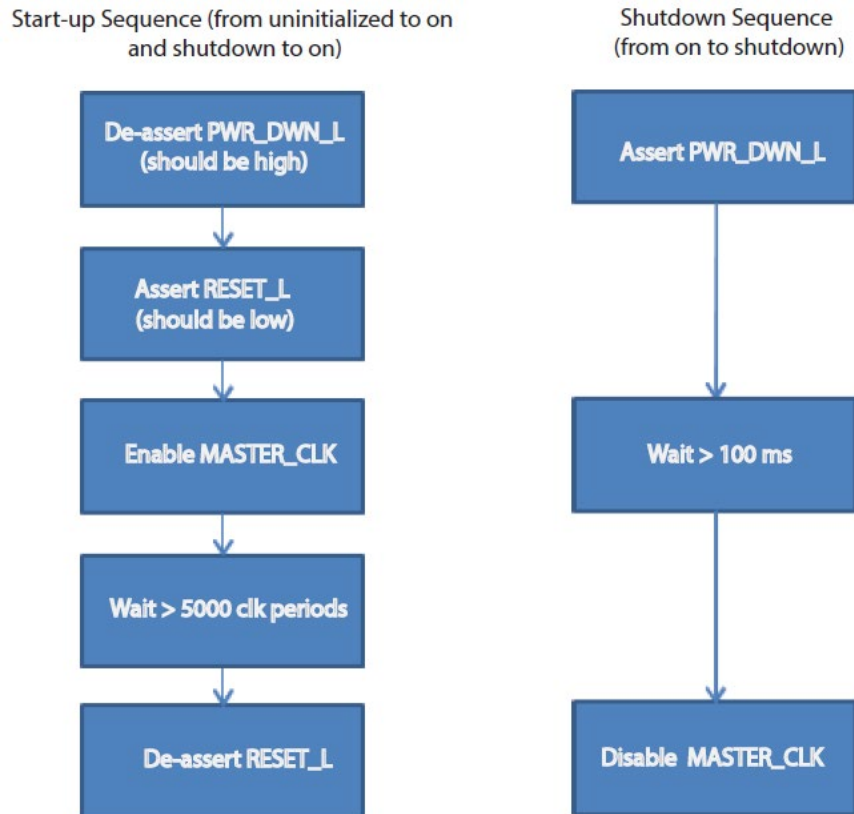 Start-up Sequence (from uninitialized to on
and shutdown to on)
De-assert PWR_DWN_L
(should be high)
Assert RESET_L
(should be low)
Enable MASTER_CLK
Wait > 5000 clk periods
De-assert RESET_L
Shutdown Sequence
(from on to shutdown)
Assert PWR_DWN_L
Wait > 100 ms
Disable MASTER_CLK